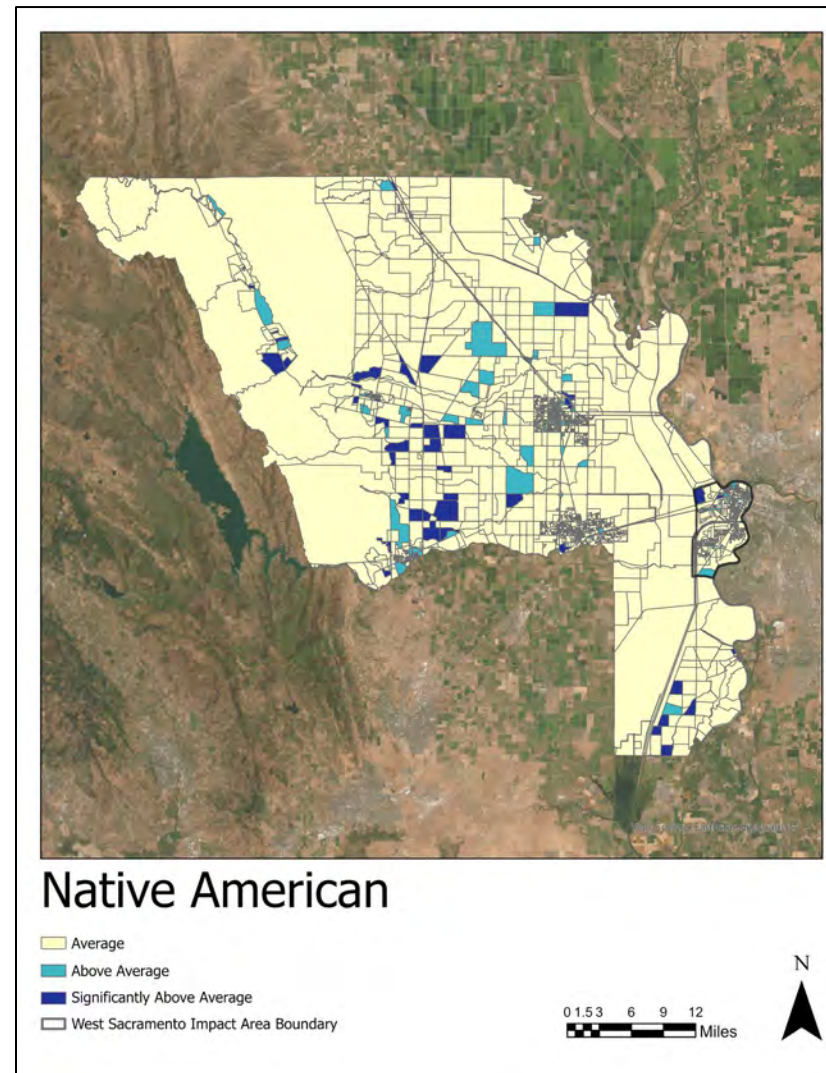 Native American
Average
Above Average
Significantly Above Average
West Sacramento Impact Area Boundary
N
0 1.5 3 6 9 12
Miles